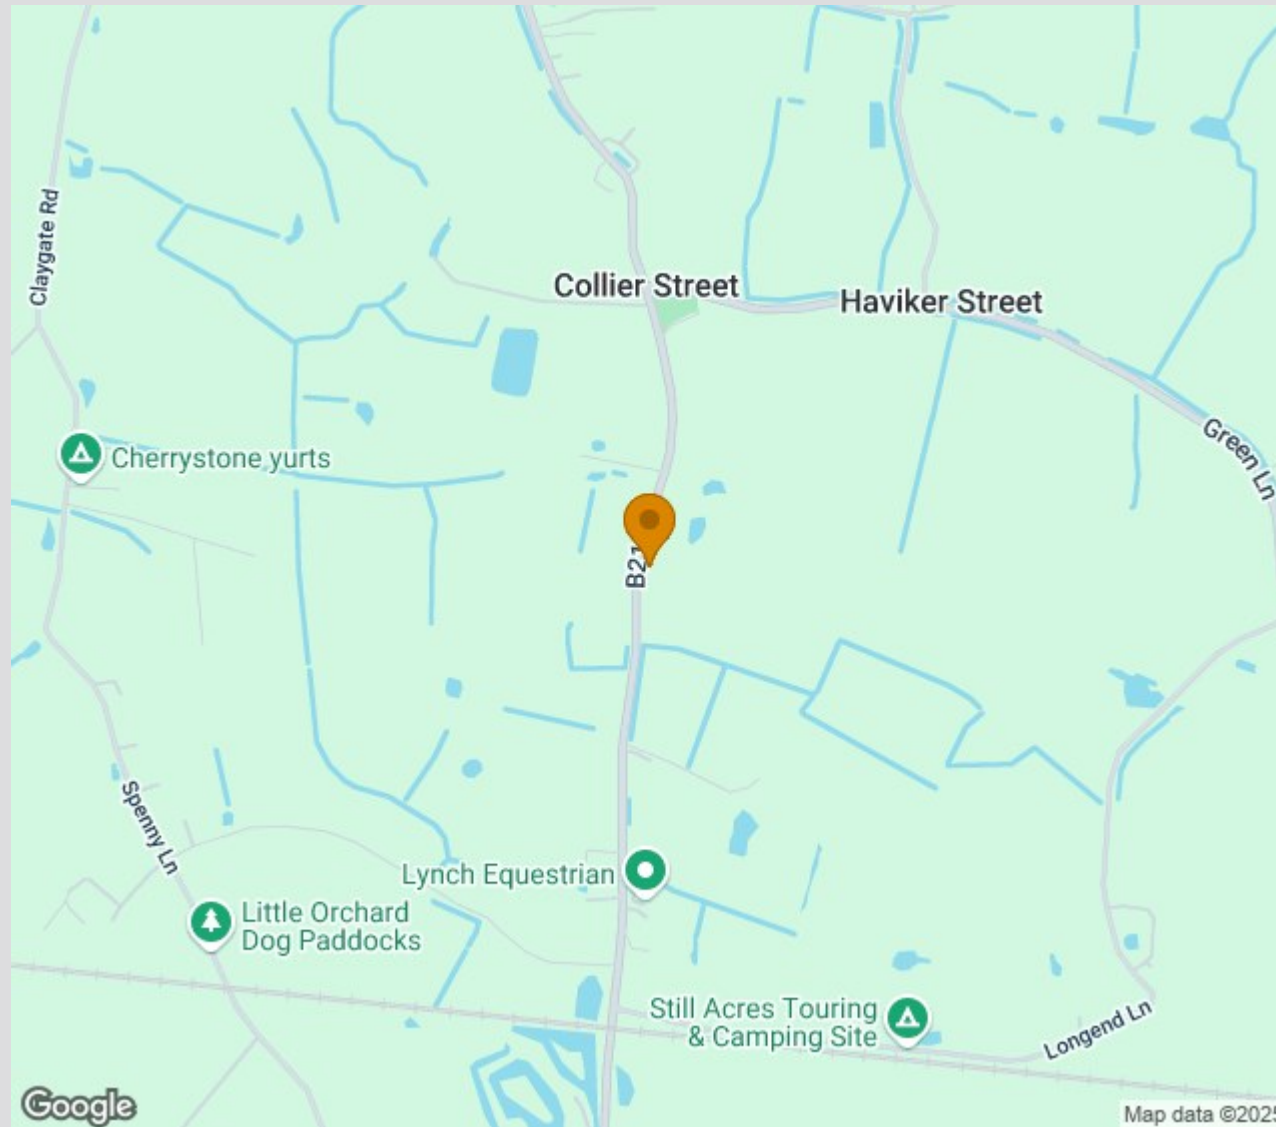 Claygate Rd
Collier Street
Haviker Street
Green Ln
Cherrystone yurts
B21
Spenny Ln
Lynch Equestrian
Little Orchard
Dog Paddocks
Still Acres Touring
& Camping Site
Longend Ln
Google
Map data ©2025